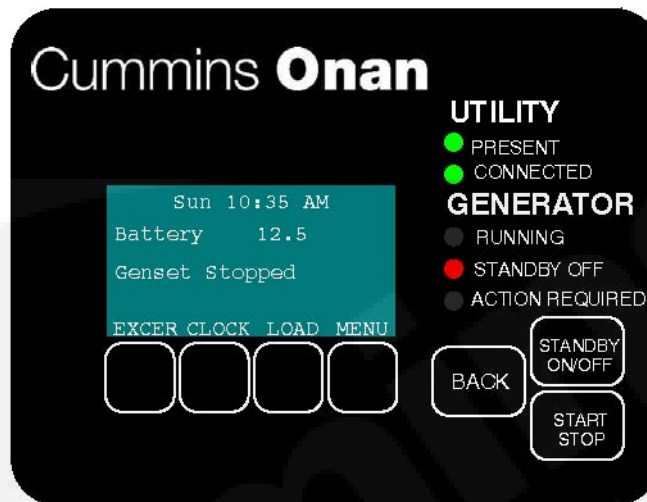 Cummins Onan
UTILITY
PRESENT
CONNECTED
GENERATOR
RUNNING
STANDBY OFF
ACTION REQUIRED
Sun 10:35 AM
Battery 12.5
Genset Stopped
EXCER CLOCK LOAD MENU
BACK
STANDBY
ON/OFF
START
STOP